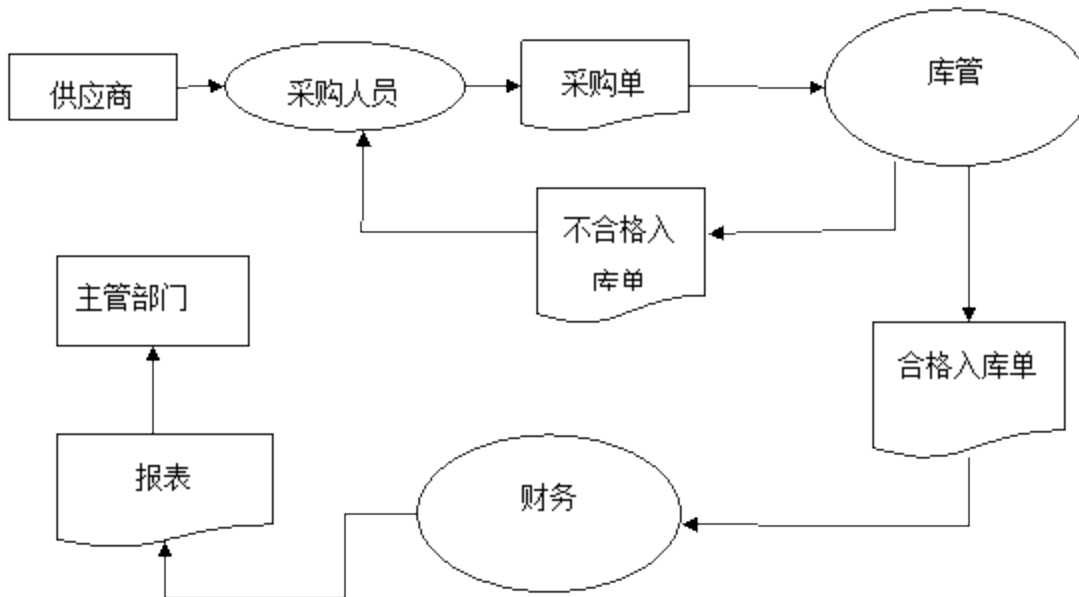 供应商
采购人员
采购单
库管
不合格入
库单
主管部门
合格入库单
报表
财务